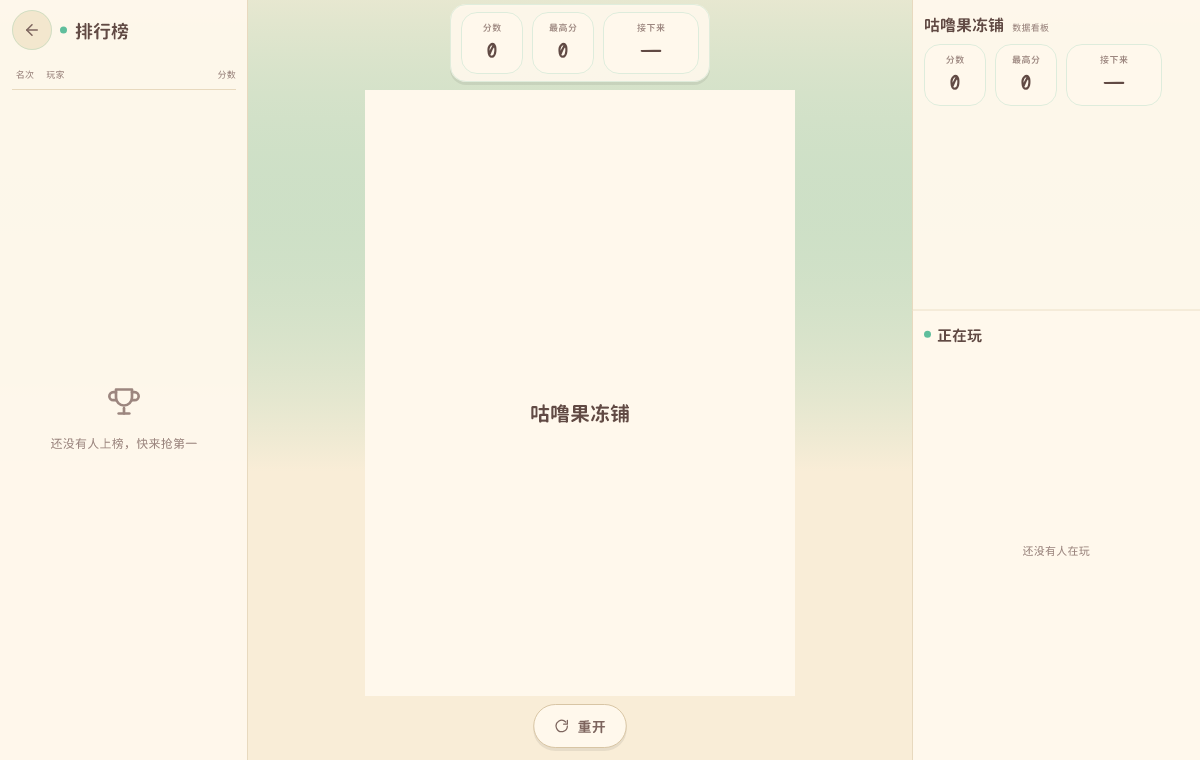 排行榜
名次 玩家 分数
还没有人上榜，快来抢第一
分数 最高分 接下来
0 0 —
咕噜果冻铺
重开
咕噜果冻铺 数据看板
分数 最高分 接下来
0 0 —
正在玩
还没有人在玩